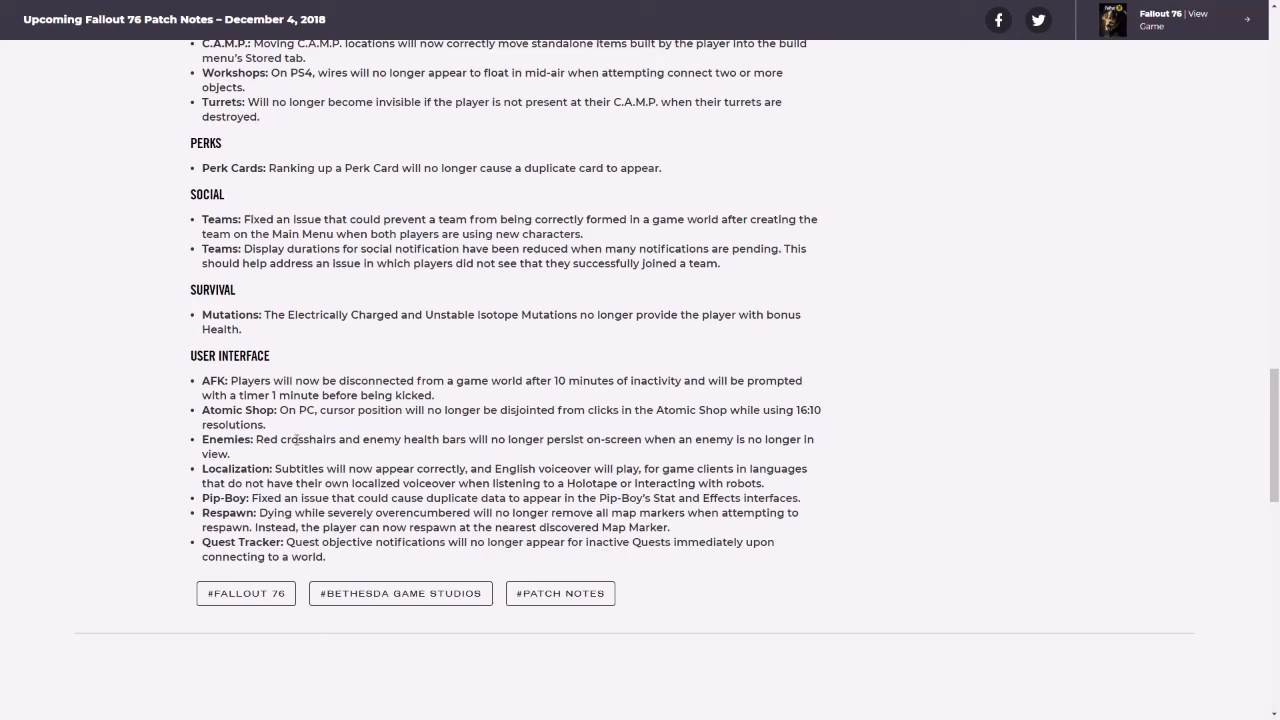 Upcoming Fallout 76 Patch Notes – December 4, 2018
Fallout 76 | View
Game
• C.A.M.P.: Moving C.A.M.P. locations will now correctly move standalone items built by the player into the build
menu's Stored tab.
• Workshops: On PS4, wires will no longer appear to float in mid-air when attempting connect two or more
objects.
• Turrets: Will no longer become invisible if the player is not present at their C.A.M.P. when their turrets are
destroyed.
PERKS
• Perk Cards: Ranking up a Perk Card will no longer cause a duplicate card to appear.
SOCIAL
• Teams: Fixed an issue that could prevent a team from being correctly formed in a game world after creating the
team on the Main Menu when both players are using new characters.
• Teams: Display durations for social notification have been reduced when many notifications are pending. This
should help address an issue in which players did not see that they successfully joined a team.
SURVIVAL
• Mutations: The Electrically Charged and Unstable Isotope Mutations no longer provide the player with bonus
Health.
USER INTERFACE
• AFK: Players will now be disconnected from a game world after 10 minutes of inactivity and will be prompted
with a timer 1 minute before being kicked.
• Atomic Shop: On PC, cursor position will no longer be disjointed from clicks in the Atomic Shop while using 16:10
resolutions.
• Enemies: Red crosshairs and enemy health bars will no longer persist on-screen when an enemy is no longer in
view.
• Localization: Subtitles will now appear correctly, and English voiceover will play, for game clients in languages
that do not have their own localized voiceover when listening to a Holotape or interacting with robots.
• Pip-Boy: Fixed an issue that could cause duplicate data to appear in the Pip-Boy's Stat and Effects interfaces.
• Respawn: Dying while severely overencumbered will no longer remove all map markers when attempting to
respawn. Instead, the player can now respawn at the nearest discovered Map Marker.
• Quest Tracker: Quest objective notifications will no longer appear for inactive Quests immediately upon
connecting to a world.
#FALLOUT 76
#BETHESDA GAME STUDIOS
#PATCH NOTES